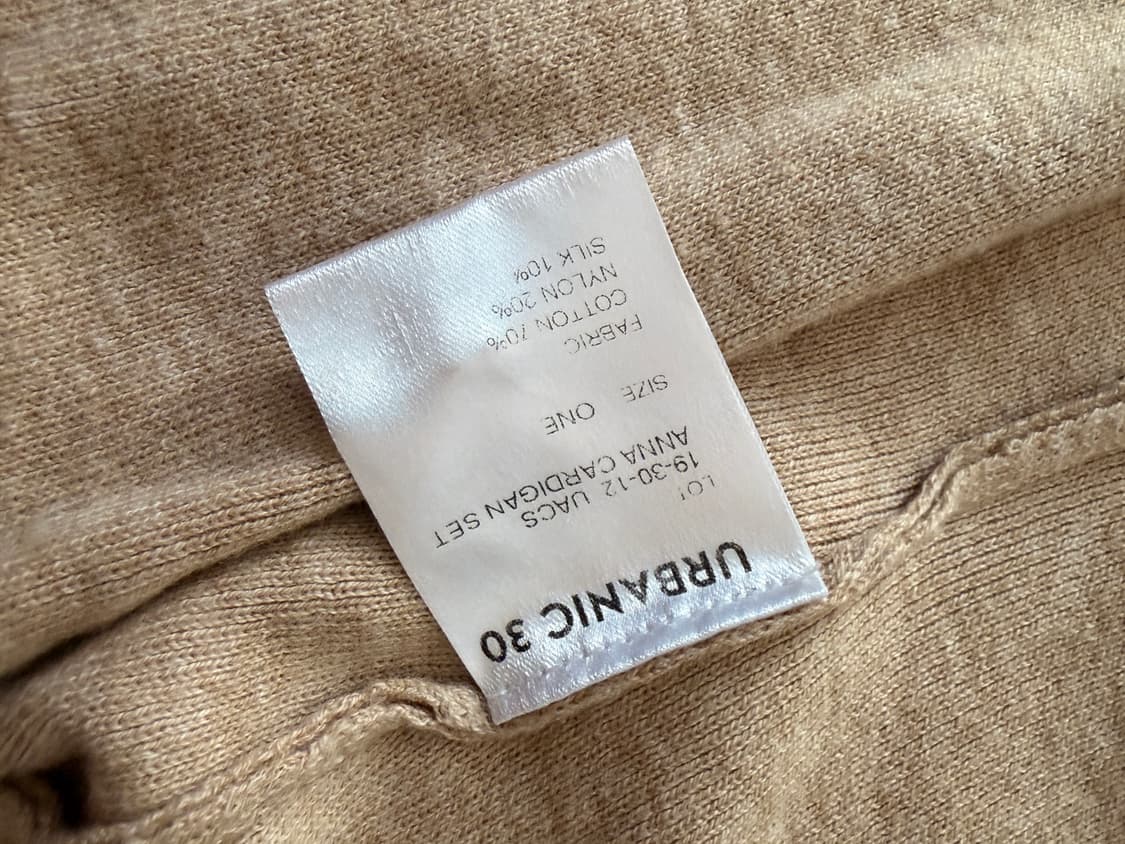 URBANIC 30
LOT
19-30-12 UACS
ANNA CARDIGAN SET
SIZE ONE
FABRIC
COTTON 70%
NYLON 20%
SILK 10%